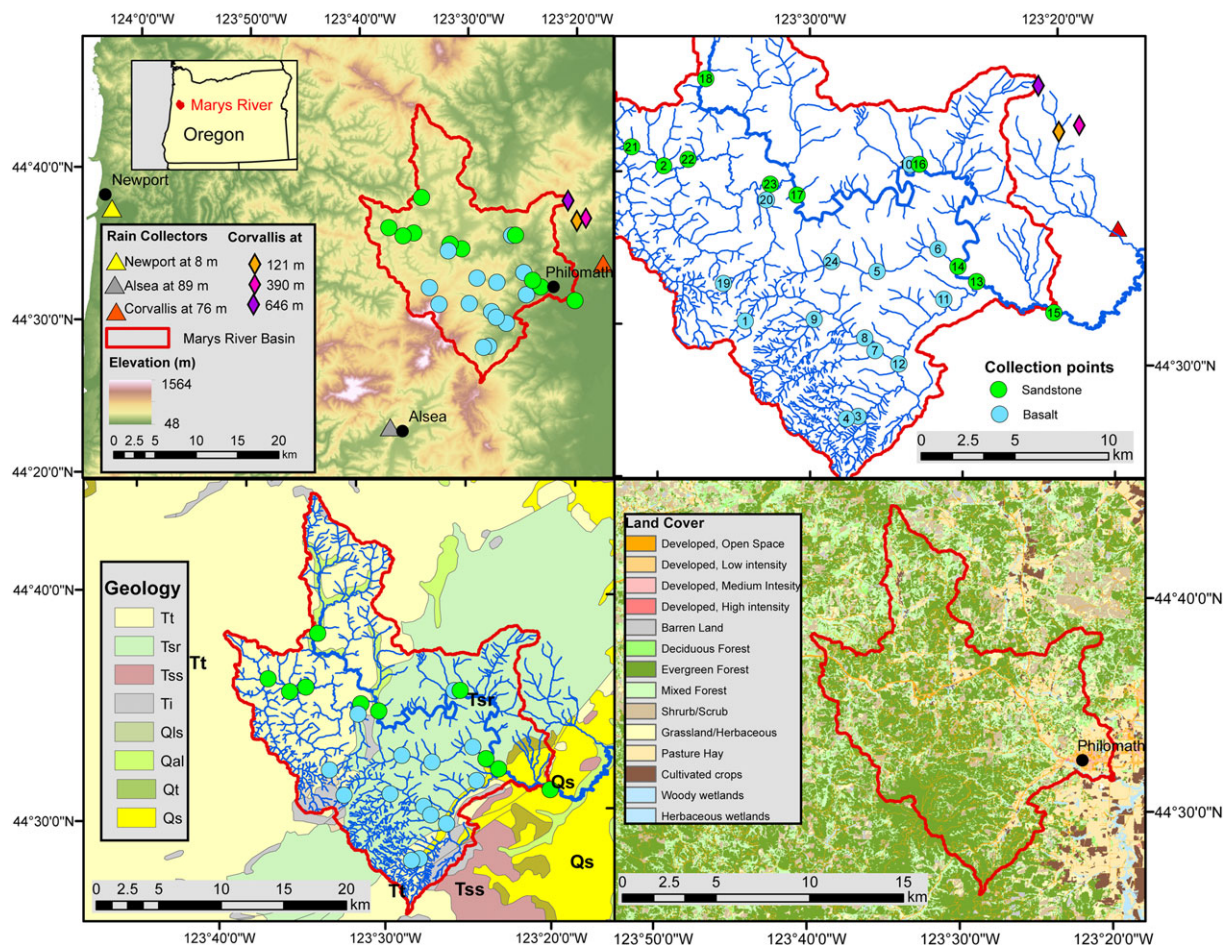 123°50'0"W 123°40'0"W 123°30'0"W 123°20'0"W
123°30'0"W 123°20'0"W
44°40'0"N
44°30'0"N
44°20'0"N
Marys River
Oregon
Newport
Rain Collectors
Newport at 8 m
Alsea at 89 m
Corvallis at 76 m
Corvallis at
121 m
390 m
646 m
Marys River Basin
Elevation (m)
1564
48
0 2.5 5 10 15 20
km
Philomath
Alsea
18
21
2
22
10
16
23
17
20
6
24
5
14
19
13
11
1
9
15
8
7
12
4
3
Collection points
Sandstone
Basalt
0 2.5 5 10
km
44°40'0"N
44°30'0"N
44°40'0"N
44°30'0"N
Geology
Tt
Tsr
Tss
Ti
Qls
Qal
Qt
Qs
Tt
Tsr
Qs
Qs
Tt
Tss
0 2.5 5 10 15 20
km
Land Cover
Developed, Open Space
Developed, Low intensity
Developed, Medium Intesity
Developed, High intensity
Barren Land
Deciduous Forest
Evergreen Forest
Mixed Forest
Shrurb/Scrub
Grassland/Herbaceous
Pasture Hay
Cultivated crops
Woody wetlands
Herbaceous wetlands
Philomath
0 2.5 5 10 15
km
44°40'0"N
44°30'0"N
123°40'0"W 123°30'0"W 123°20'0"W
123°50'0"W 123°40'0"W 123°30'0"W 123°20'0"W